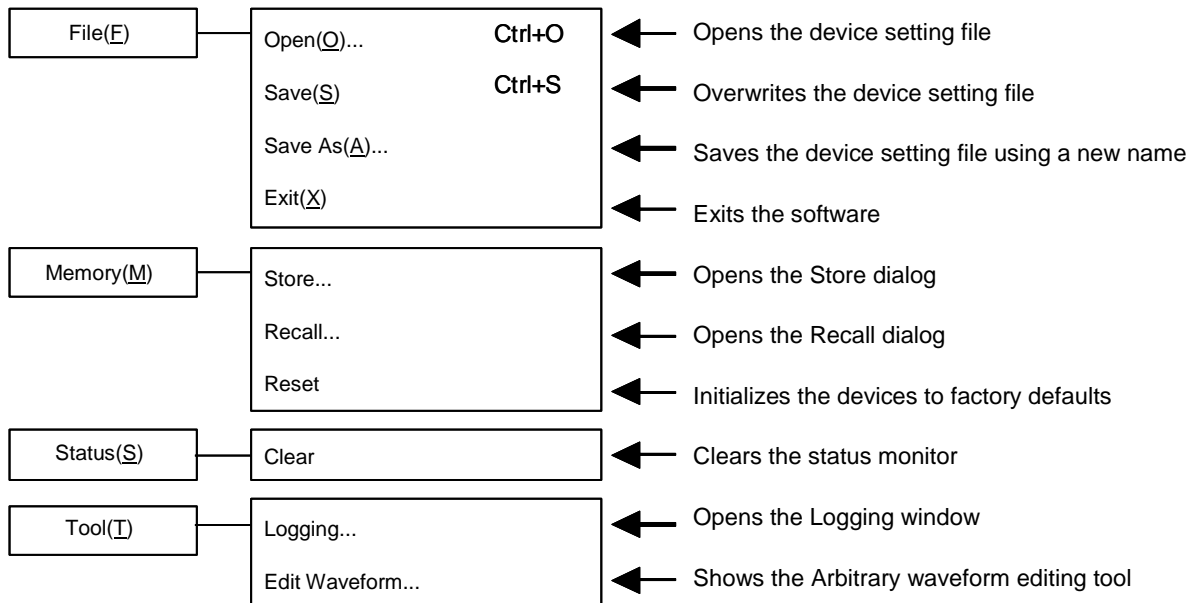 File(F)
Open(O)... Ctrl+O Opens the device setting file
Save(S) Ctrl+S Overwrites the device setting file
Save As(A)... Saves the device setting file using a new name
Exit(X) Exits the software
Memory(M)
Store... Opens the Store dialog
Recall... Opens the Recall dialog
Reset Initializes the devices to factory defaults
Status(S)
Clear Clears the status monitor
Tool(T)
Logging... Opens the Logging window
Edit Waveform... Shows the Arbitrary waveform editing tool